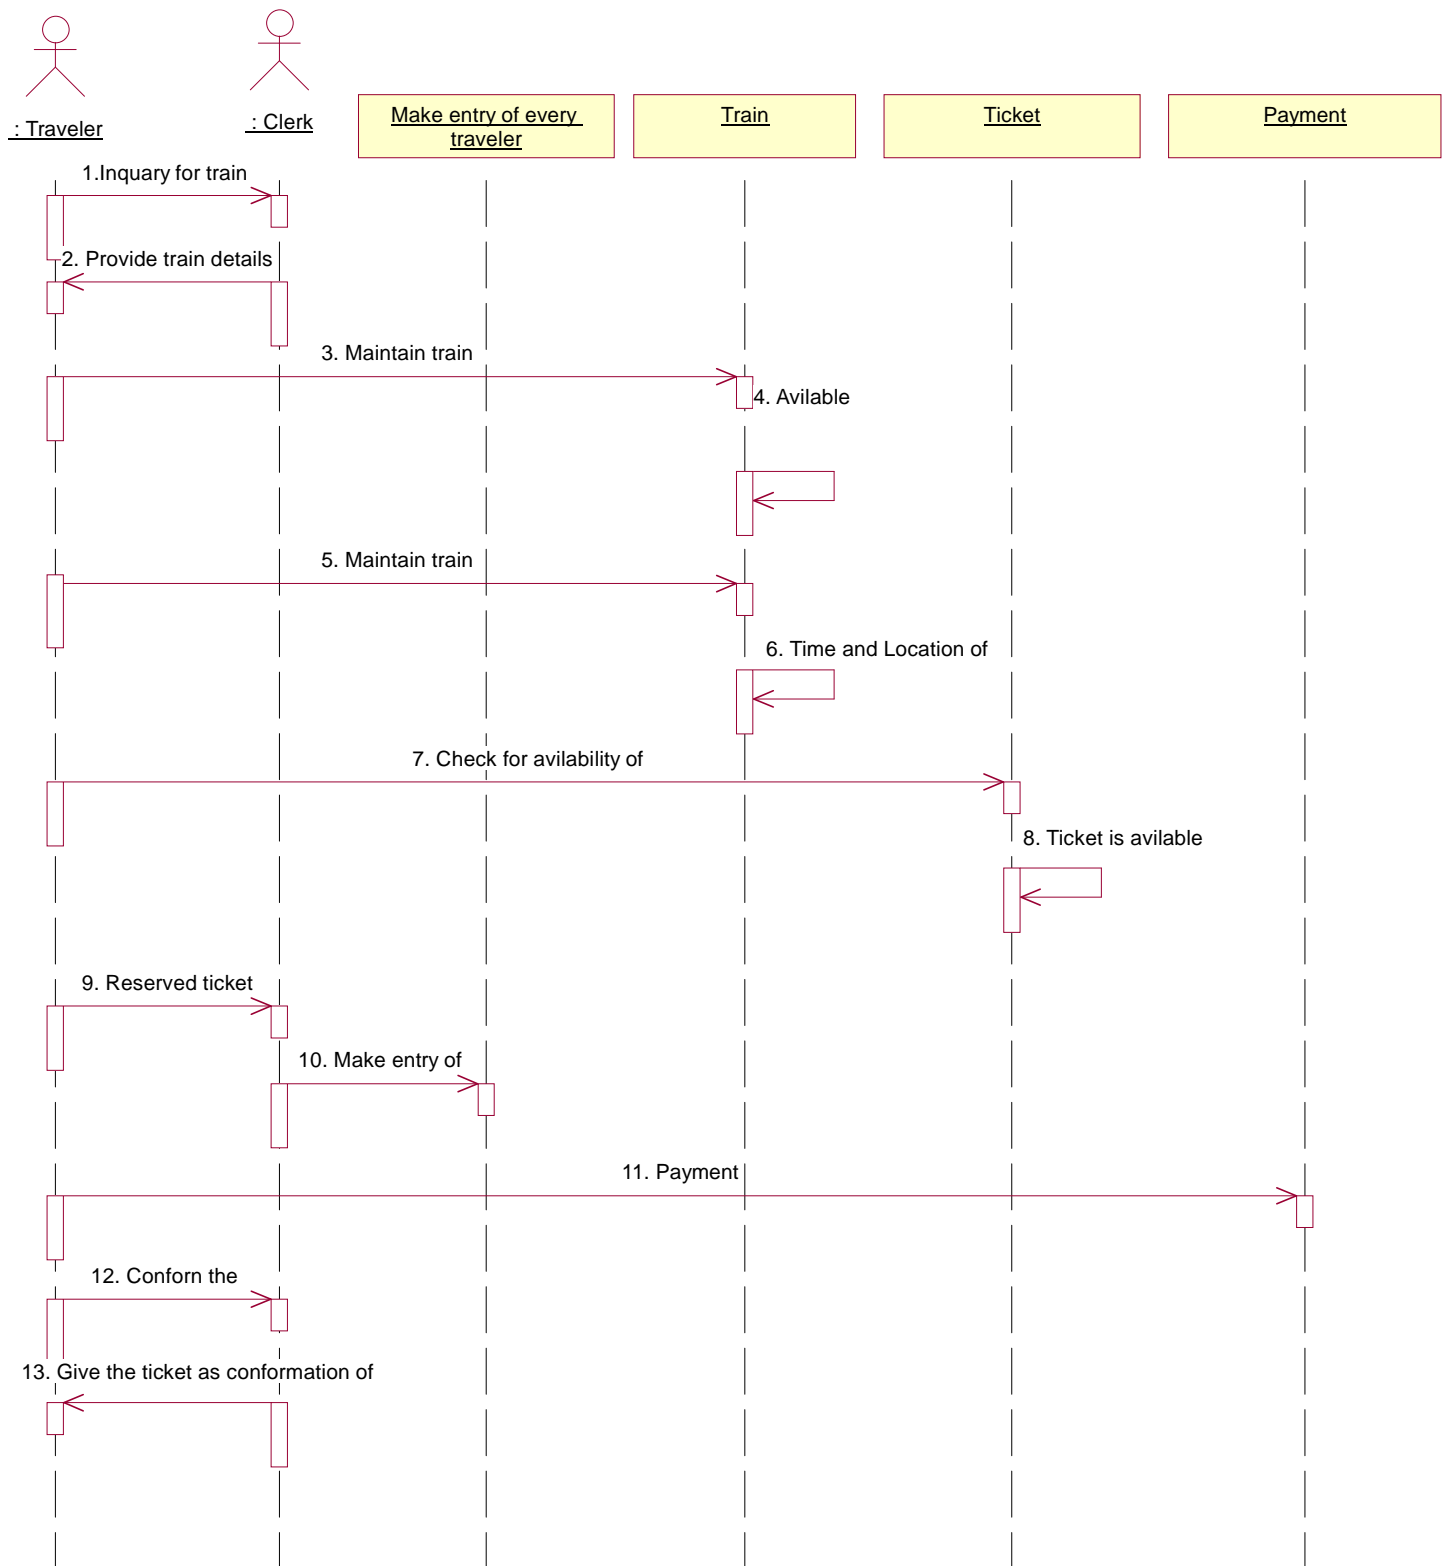 : Traveler
: Clerk
Make entry of every
traveler
Train
Ticket
Payment
1.Inquary for train
2. Provide train details
3. Maintain train
4. Avilable
5. Maintain train
6. Time and Location of
7. Check for avilability of
8. Ticket is avilable
9. Reserved ticket
10. Make entry of
11. Payment
12. Conforn the
13. Give the ticket as conformation of